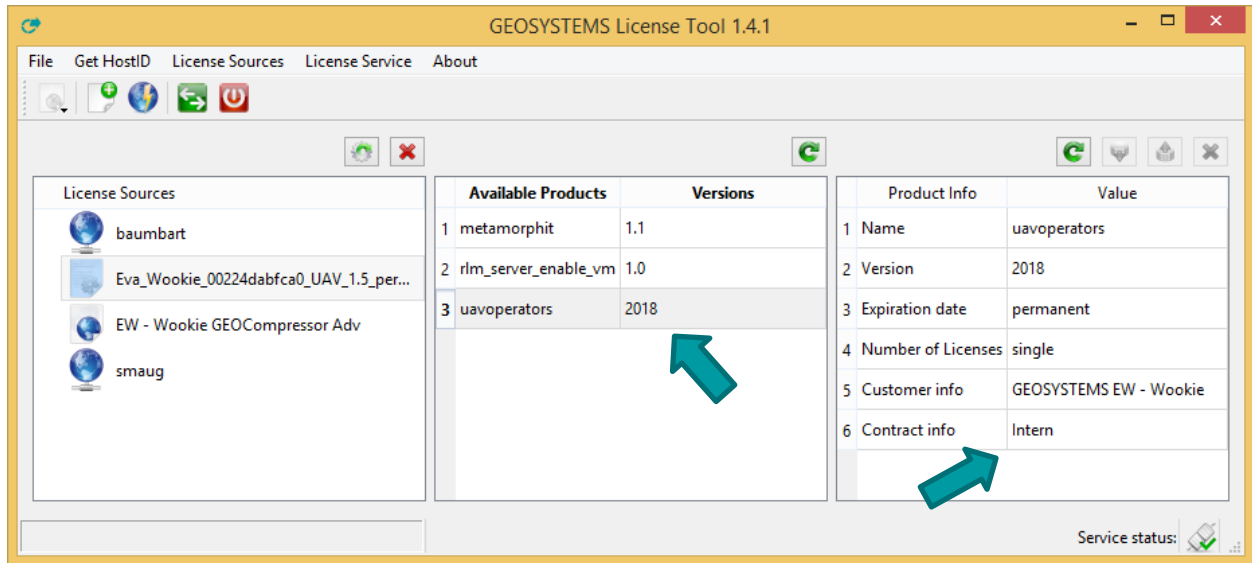 GEOSYSTEMS License Tool 1.4.1
File Get HostID License Sources License Service About
License Sources
baumbart
Eva_Wookie_00224dabfca0_UAV_1.5_per...
EW - Wookie GEOCompressor Adv
smaug
Available Products Versions
1 metamorphit 1.1
2 rlm_server_enable_vm 1.0
3 uavoperators 2018
Product Info Value
1 Name uavoperators
2 Version 2018
3 Expiration date permanent
4 Number of Licenses single
5 Customer info GEOSYSTEMS EW - Wookie
6 Contract info Intern
Service status: